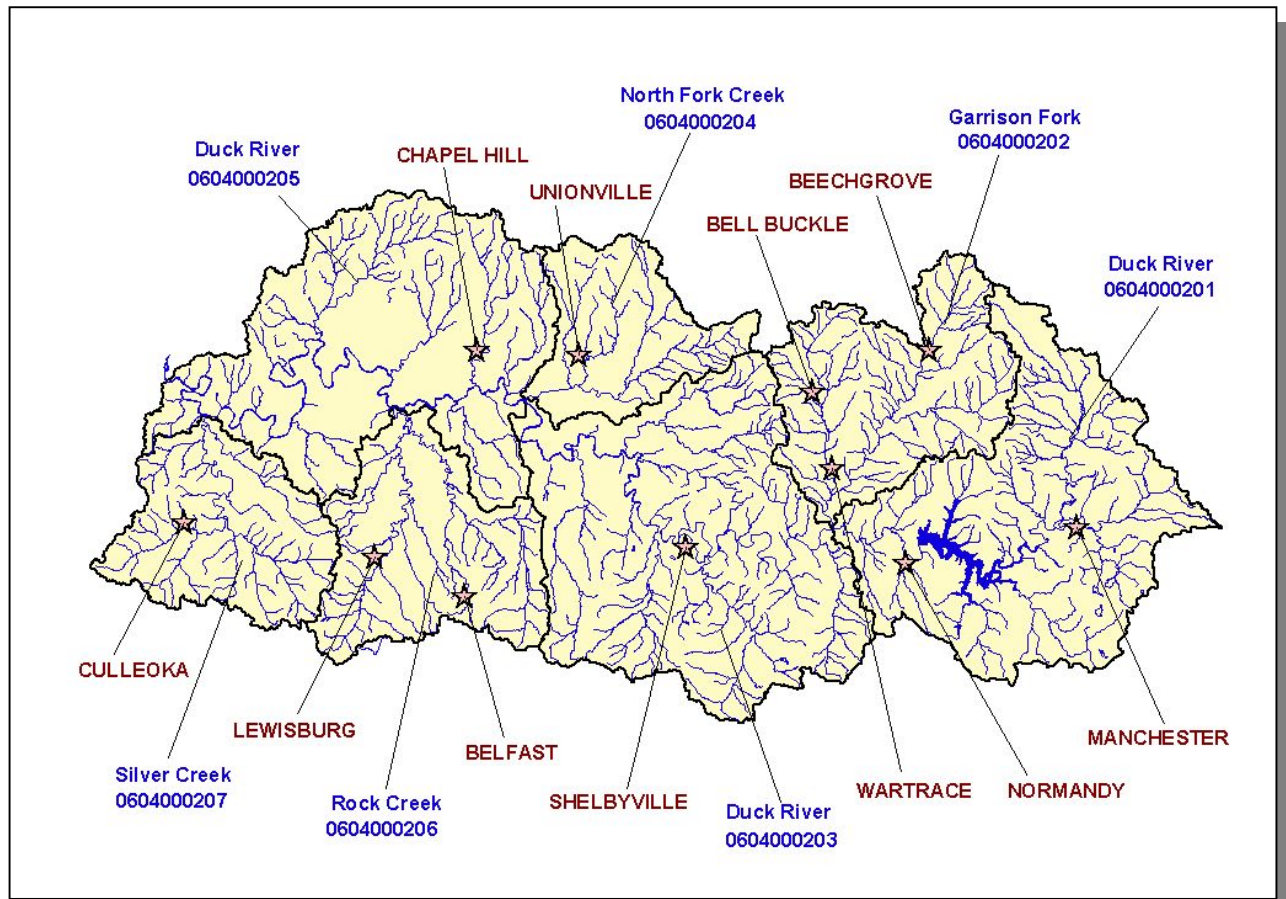 North Fork Creek
0604000204
Garrison Fork
0604000202
Duck River
0604000205
CHAPEL HILL
UNIONVILLE
BEECHGROVE
BELL BUCKLE
Duck River
0604000201
CULLEOKA
LEWISBURG
BELFAST
MANCHESTER
Silver Creek
0604000207
Rock Creek
0604000206
SHELBYVILLE
WARTRACE
NORMANDY
Duck River
0604000203